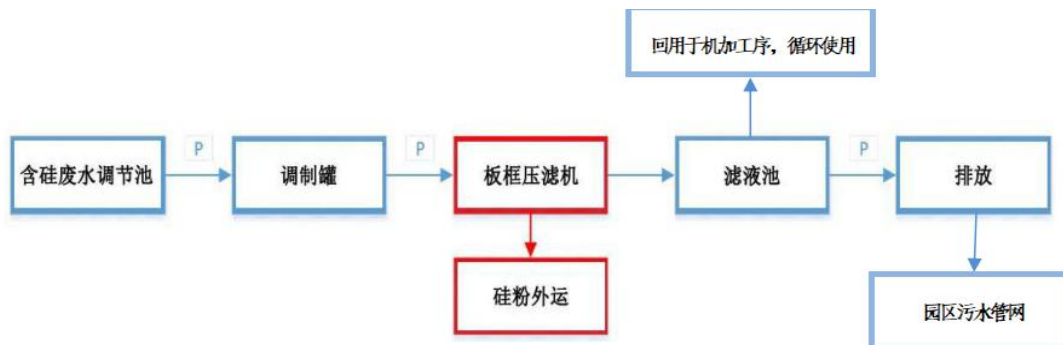 回用于机加工序，循环使用
含硅废水调节池
P
调制罐
P
板框压滤机
滤液池
P
排放
硅粉外运
园区污水管网